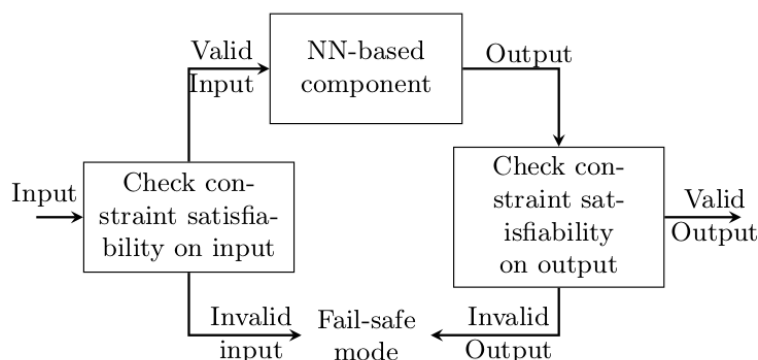 Valid
Input
NN-based
component
Output
Input
Check con-
straint satisfia-
bility on input
Check con-
straint sat-
isfiability
on output
Valid
Output
Invalid
input
Fail-safe
mode
Invalid
Output